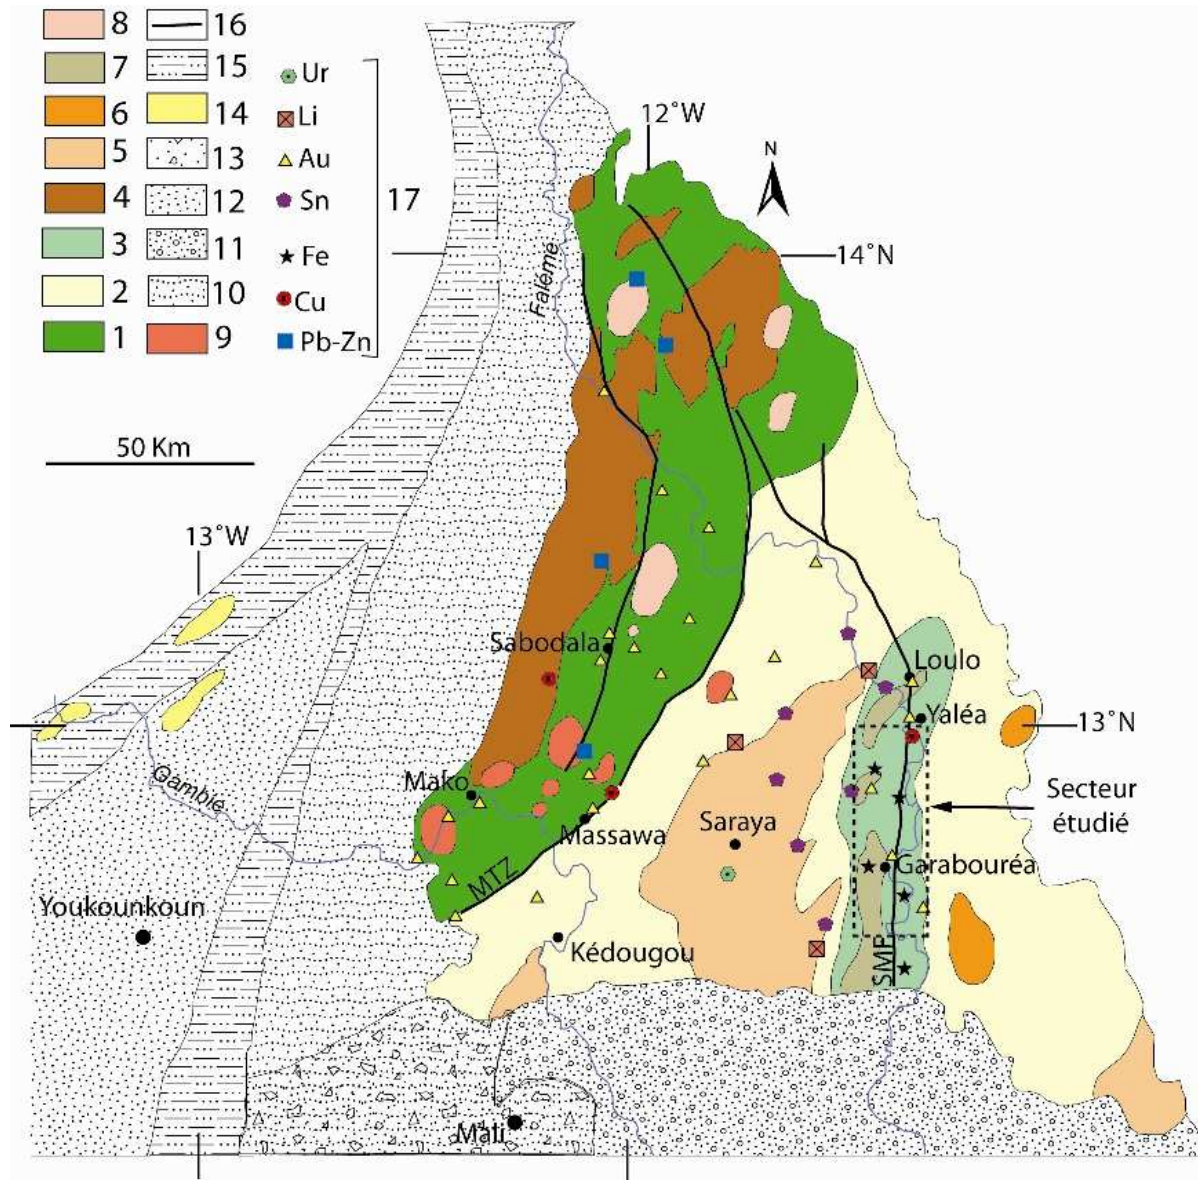 8 16
7 15
6 14
5 13
4 12
3 11
2 10
1 9
Ur
Li
Au
Sn
Fe
Cu
Pb-Zn
17
50 Km
12°W
N
14°N
Falémé
13°W
Sabodala
Loulo
Yaléa
13°N
Gambie
Mako
Massawa
Saraya
Secteur
étudié
Garabouréa
MTZ
Youkounkoun
Kédougou
SMF
Mali